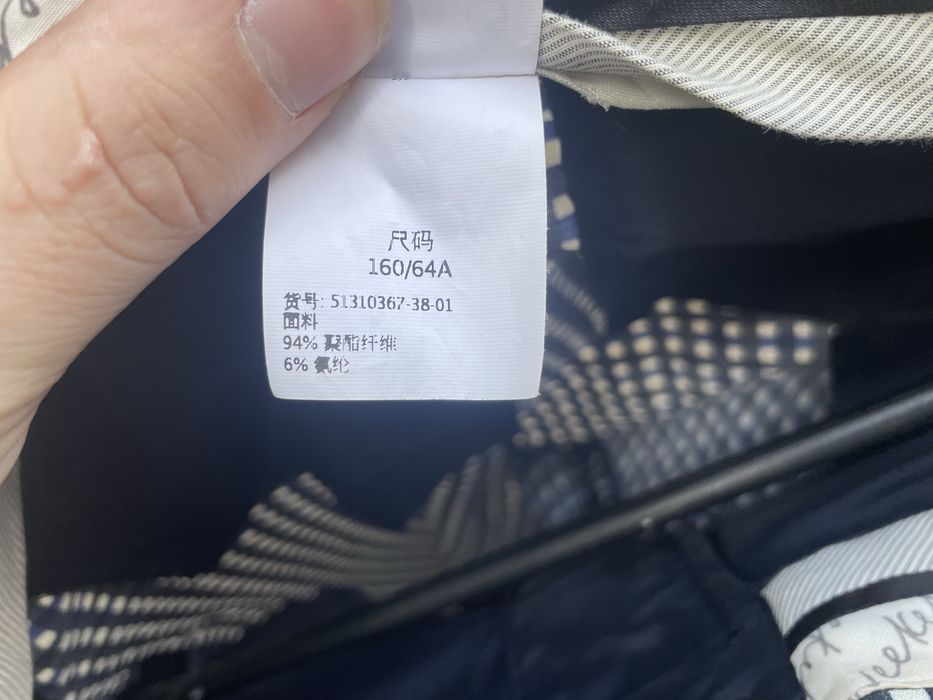 尺码
160/64A
货号: 51310367-38-01
面料
94% 聚酯纤维
6% 氨纶